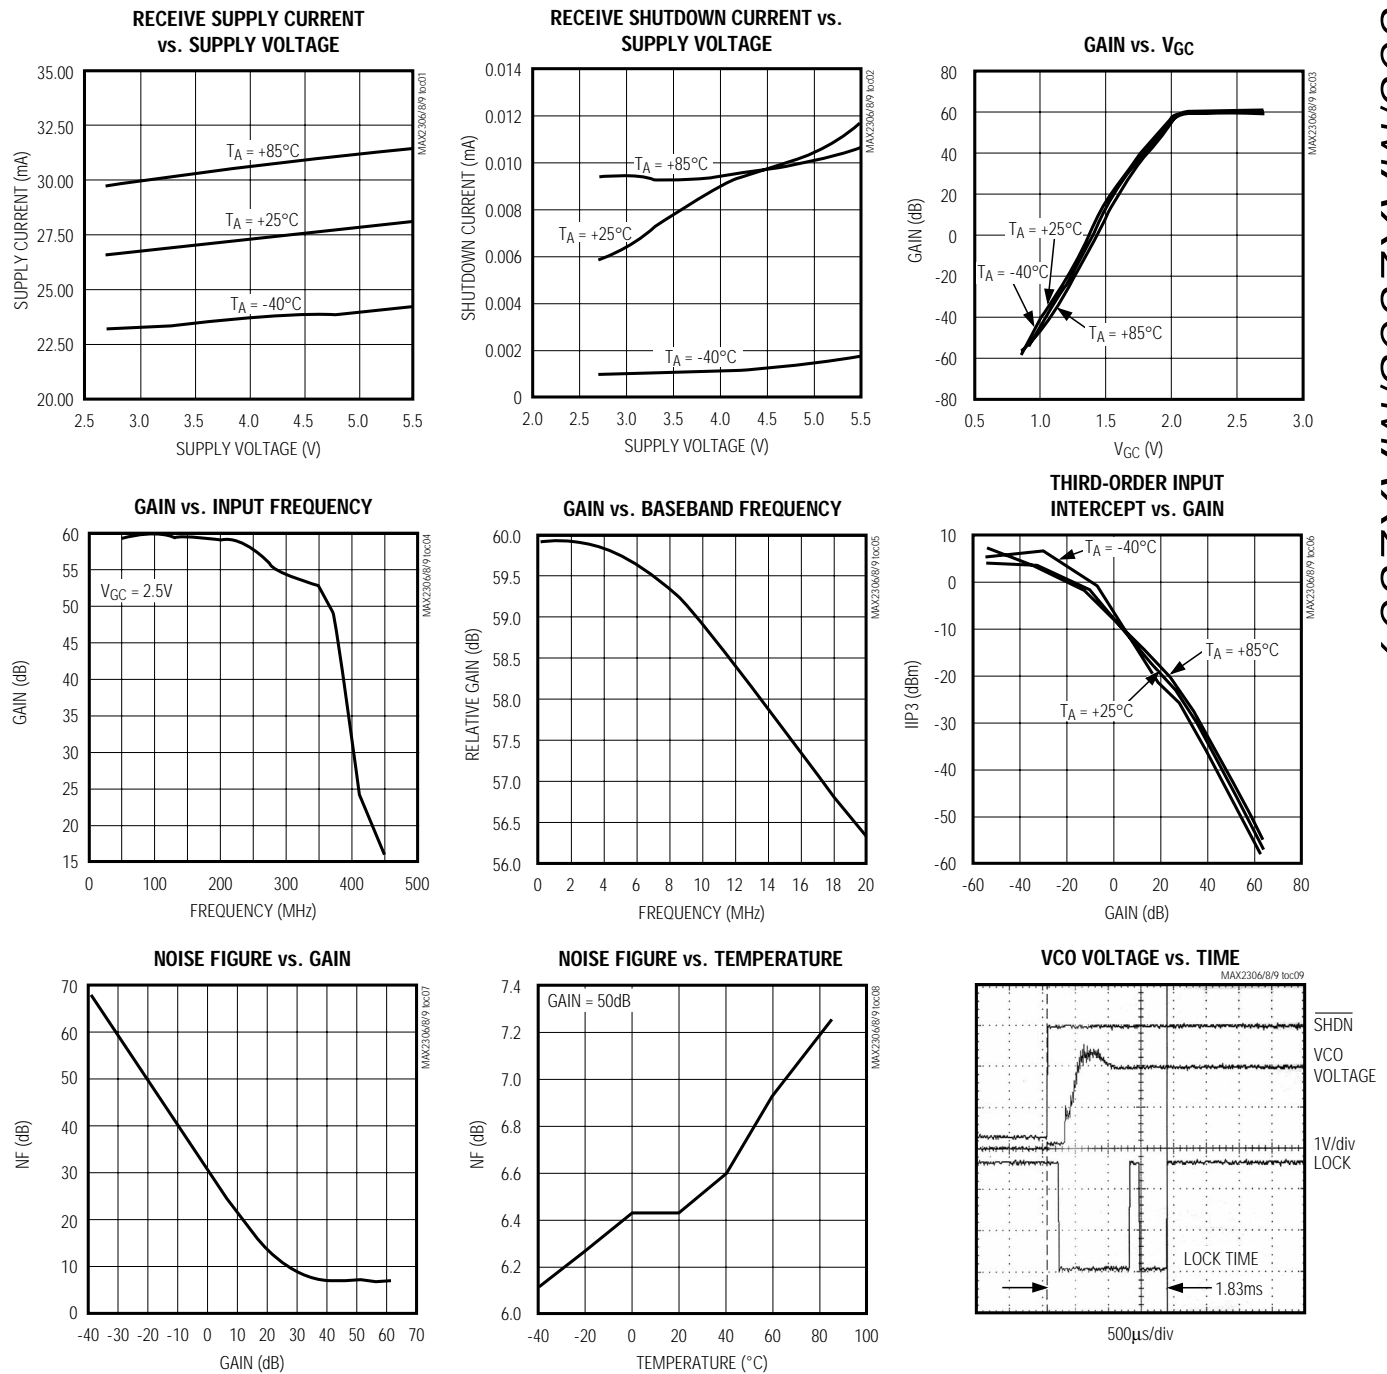 RECEIVE SUPPLY CURRENT
vs. SUPPLY VOLTAGE
35.00
32.50
30.00
27.50
25.00
22.50
20.00
SUPPLY CURRENT (mA)
TA = +85°C
TA = +25°C
TA = -40°C
2.5 3.0 3.5 4.0 4.5 5.0 5.5
SUPPLY VOLTAGE (V)
MAX2306/8/9 toc01
RECEIVE SHUTDOWN CURRENT vs.
SUPPLY VOLTAGE
0.014
0.012
0.010
0.008
0.006
0.004
0.002
0
SHUTDOWN CURRENT (mA)
TA = +85°C
TA = +25°C
TA = -40°C
2.0 2.5 3.0 3.5 4.0 4.5 5.0 5.5
SUPPLY VOLTAGE (V)
MAX2306/8/9 toc02
GAIN vs. VGC
80
60
40
20
0
-20
-40
-60
-80
GAIN (dB)
TA = +25°C
TA = -40°C
TA = +85°C
0.5 1.0 1.5 2.0 2.5 3.0
VGC (V)
MAX2306/8/9 toc03
GAIN vs. INPUT FREQUENCY
60
55
50
45
40
35
30
25
20
15
GAIN (dB)
VGC = 2.5V
0 100 200 300 400 500
FREQUENCY (MHz)
MAX2306/8/9 toc04
GAIN vs. BASEBAND FREQUENCY
60.0
59.5
59.0
58.5
58.0
57.5
57.0
56.5
56.0
RELATIVE GAIN (dB)
0 2 4 6 8 10 12 14 16 18 20
FREQUENCY (MHz)
MAX2306/8/9 toc05
THIRD-ORDER INPUT
INTERCEPT vs. GAIN
10
0
-10
-20
-30
-40
-50
-60
IIP3 (dBm)
TA = -40°C
TA = +85°C
TA = +25°C
-60 -40 -20 0 20 40 60 80
GAIN (dB)
MAX2306/8/9 toc06
NOISE FIGURE vs. GAIN
70
60
50
40
30
20
10
0
NF (dB)
-40 -30 -20 -10 0 10 20 30 40 50 60 70
GAIN (dB)
MAX2306/8/9 toc07
NOISE FIGURE vs. TEMPERATURE
7.4
7.2
7.0
6.8
6.6
6.4
6.2
6.0
NF (dB)
GAIN = 50dB
-40 -20 0 20 40 60 80 100
TEMPERATURE (°C)
MAX2306/8/9 toc08
VCO VOLTAGE vs. TIME
MAX2306/8/9 toc09
SHDN
VCO
VOLTAGE
1V/div
LOCK
LOCK TIME
1.83ms
500µs/div